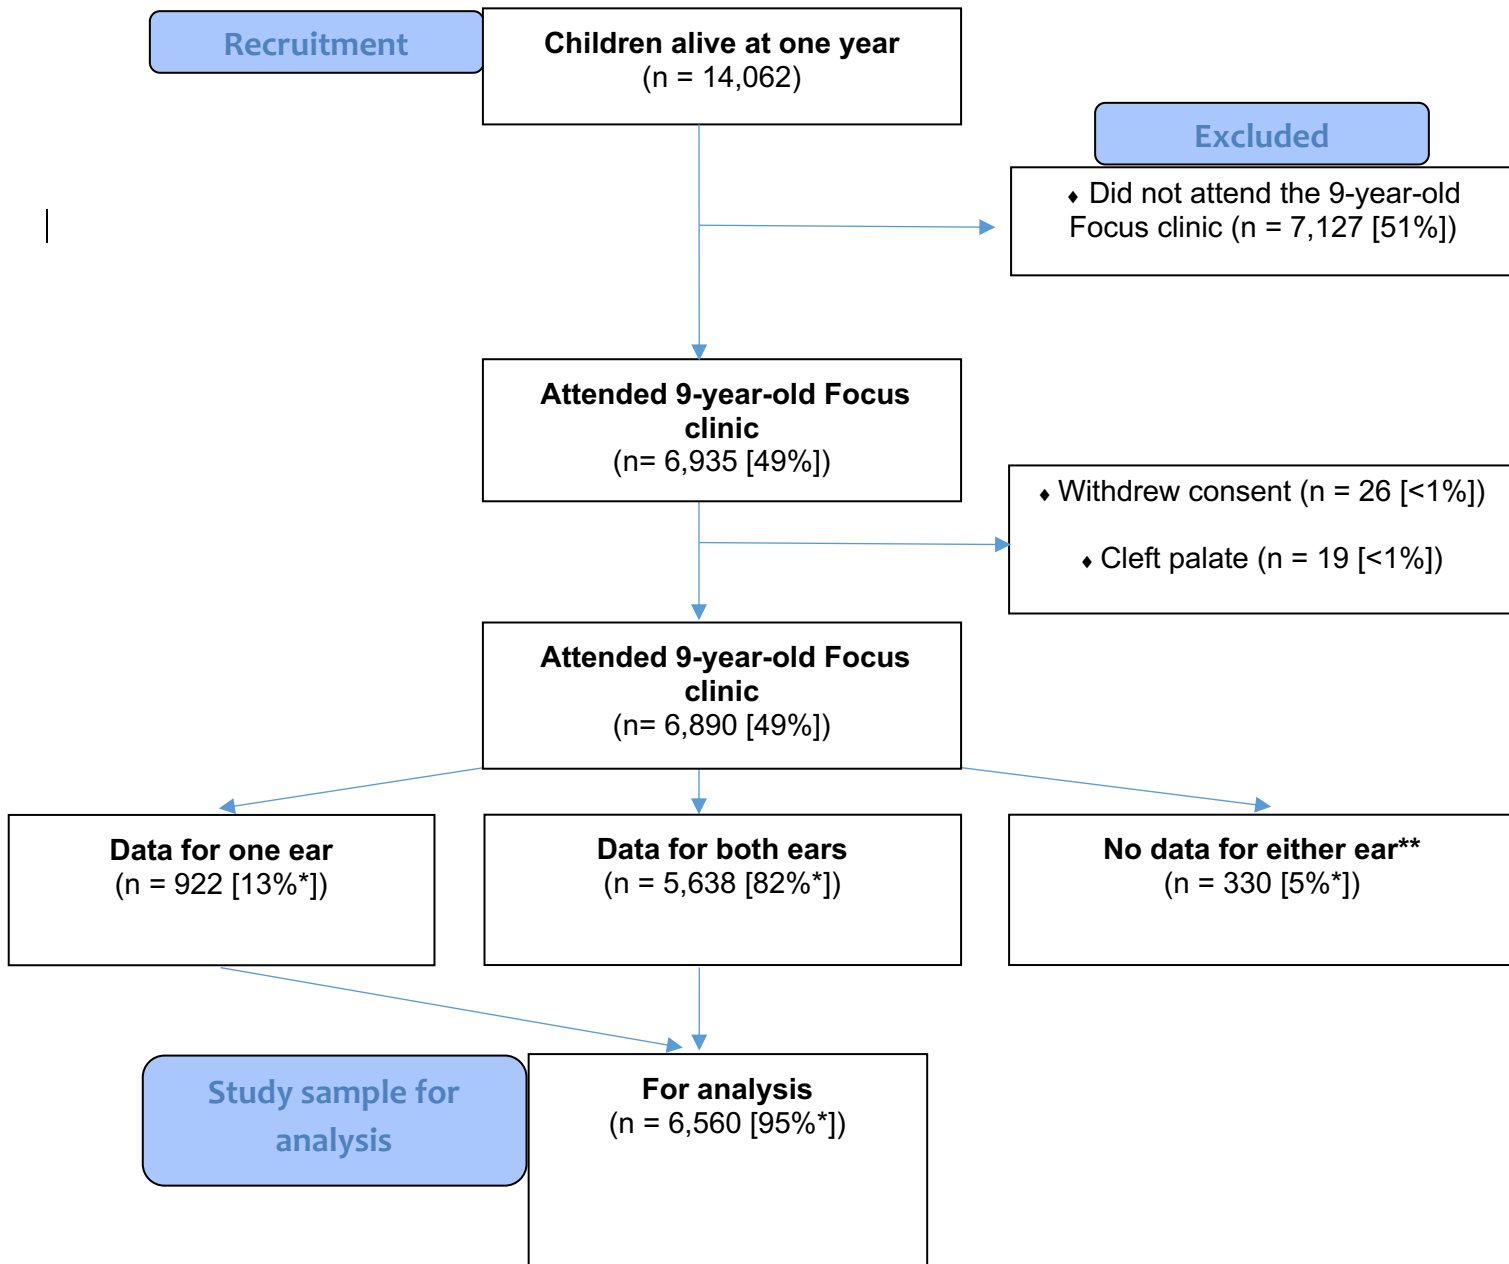 Recruitment
Children alive at one year
(n = 14,062)
Excluded
⬧ Did not attend the 9-year-old
Focus clinic (n = 7,127 [51%])
Attended 9-year-old Focus
clinic
(n= 6,935 [49%])
⬧ Withdrew consent (n = 26 [<1%])
⬧ Cleft palate (n = 19 [<1%])
Attended 9-year-old Focus
clinic
(n= 6,890 [49%])
Data for one ear
(n = 922 [13%*])
Data for both ears
(n = 5,638 [82%*])
No data for either ear**
(n = 330 [5%*])
Study sample for
analysis
For analysis
(n = 6,560 [95%*])